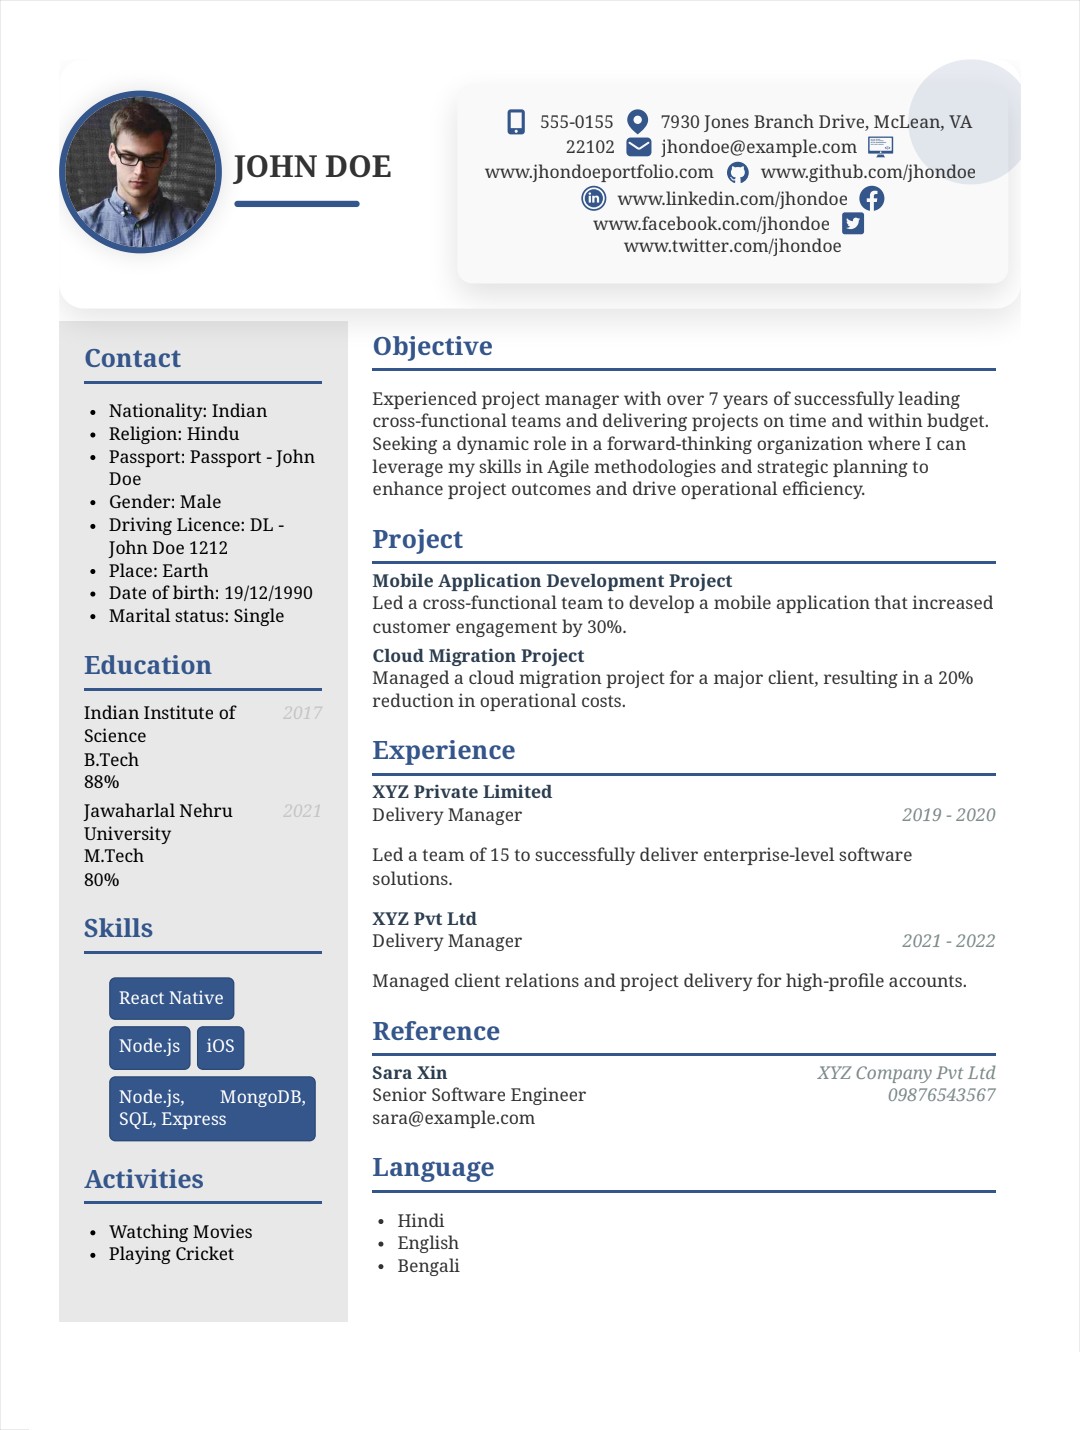 JOHN DOE
555-0155 7930 Jones Branch Drive, McLean, VA
22102 jhondoe@example.com
www.jhondoeportfolio.com www.github.com/jhondoe
www.linkedin.com/jhondoe
www.facebook.com/jhondoe
www.twitter.com/jhondoe
Contact
• Nationality: Indian
• Religion: Hindu
• Passport: Passport - John
Doe
• Gender: Male
• Driving Licence: DL -
John Doe 1212
• Place: Earth
• Date of birth: 19/12/1990
• Marital status: Single
Education
Indian Institute of 2017
Science
B.Tech
88%
Jawaharlal Nehru 2021
University
M.Tech
80%
Skills
React Native
Node.js iOS
Node.js, MongoDB,
SQL, Express
Activities
• Watching Movies
• Playing Cricket
Objective
Experienced project manager with over 7 years of successfully leading
cross-functional teams and delivering projects on time and within budget.
Seeking a dynamic role in a forward-thinking organization where I can
leverage my skills in Agile methodologies and strategic planning to
enhance project outcomes and drive operational efficiency.
Project
Mobile Application Development Project
Led a cross-functional team to develop a mobile application that increased
customer engagement by 30%.
Cloud Migration Project
Managed a cloud migration project for a major client, resulting in a 20%
reduction in operational costs.
Experience
XYZ Private Limited
Delivery Manager 2019 - 2020
Led a team of 15 to successfully deliver enterprise-level software
solutions.
XYZ Pvt Ltd
Delivery Manager 2021 - 2022
Managed client relations and project delivery for high-profile accounts.
Reference
Sara Xin XYZ Company Pvt Ltd
Senior Software Engineer 09876543567
sara@example.com
Language
• Hindi
• English
• Bengali